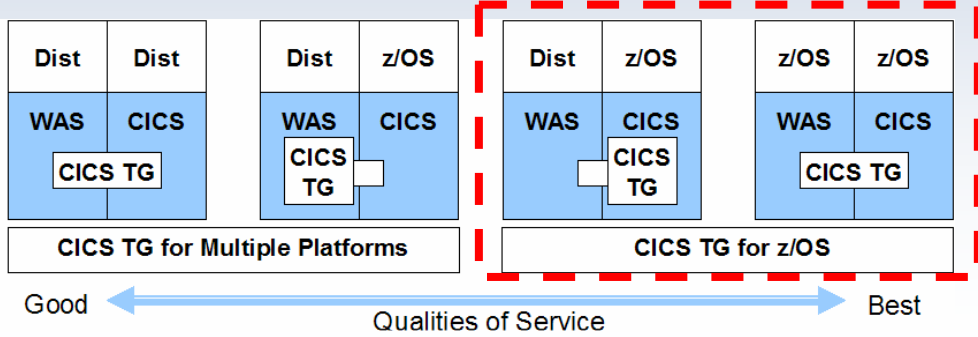 Dist Dist Dist z/OS Dist z/OS z/OS z/OS
WAS CICS WAS CICS WAS CICS WAS CICS
CICS TG
CICS
TG
CICS
TG
CICS TG
CICS TG for Multiple Platforms
CICS TG for z/OS
Good
Qualities of Service
Best